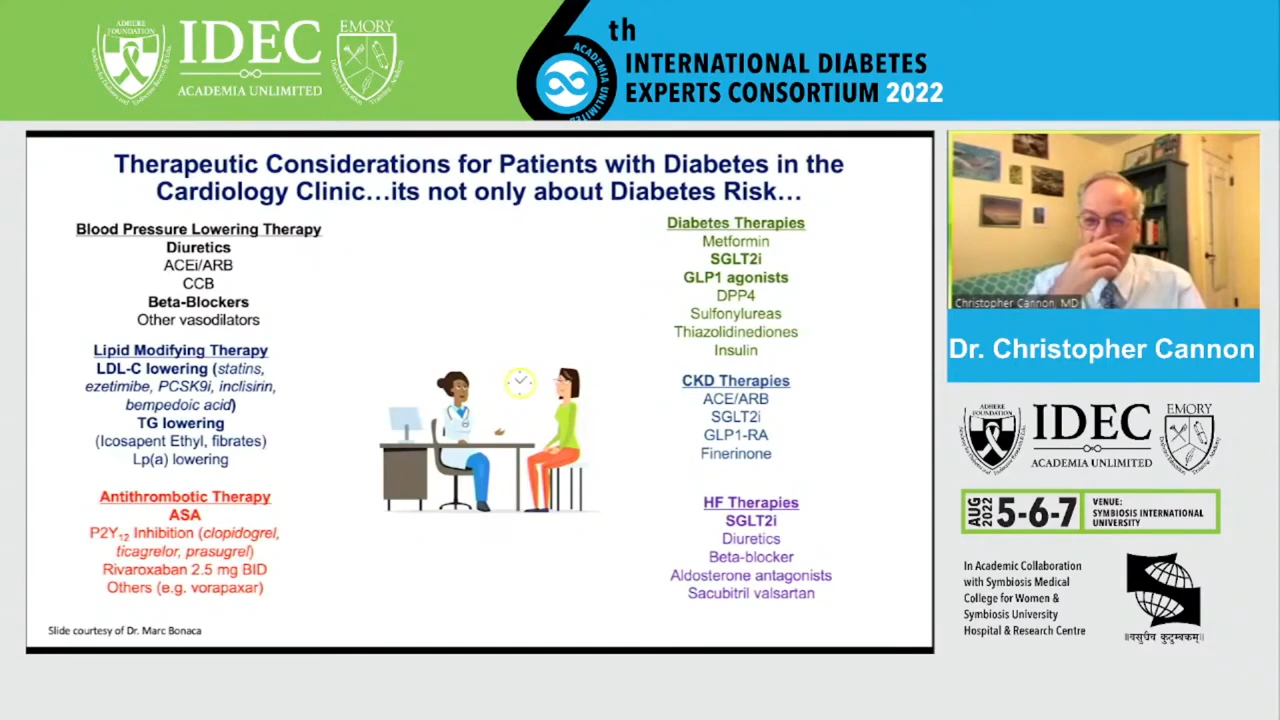 ADHERE
FOUNDATION
IDEC
ACADEMIA UNLIMITED
EMORY
6th
ACADEMIA UNLIMITED
INTERNATIONAL DIABETES
EXPERTS CONSORTIUM 2022
Therapeutic Considerations for Patients with Diabetes in the
Cardiology Clinic…its not only about Diabetes Risk…
Blood Pressure Lowering Therapy
Diuretics
ACEi/ARB
CCB
Beta-Blockers
Other vasodilators
Lipid Modifying Therapy
LDL-C lowering (statins,
ezetimibe, PCSK9i, inclisirin,
bempedoic acid)
TG lowering
(Icosapent Ethyl, fibrates)
Lp(a) lowering
Antithrombotic Therapy
ASA
P2Y12 Inhibition (clopidogrel,
ticagrelor, prasugrel)
Rivaroxaban 2.5 mg BID
Others (e.g. vorapaxar)
Diabetes Therapies
Metformin
SGLT2i
GLP1 agonists
DPP4
Sulfonylureas
Thiazolidinediones
Insulin
CKD Therapies
ACE/ARB
SGLT2i
GLP1-RA
Finerinone
HF Therapies
SGLT2i
Diuretics
Beta-blocker
Aldosterone antagonists
Sacubitril valsartan
Slide courtesy of Dr. Marc Bonaca
Christopher Cannon, MD
Dr. Christopher Cannon
ADHERE
FOUNDATION
IDEC
ACADEMIA UNLIMITED
EMORY
AUG
2022
5-6-7
VENUE:
SYMBIOSIS INTERNATIONAL
UNIVERSITY
In Academic Collaboration
with Symbiosis Medical
College for Women &
Symbiosis University
Hospital & Research Centre
॥वसुधैव कुटुम्बकम्॥